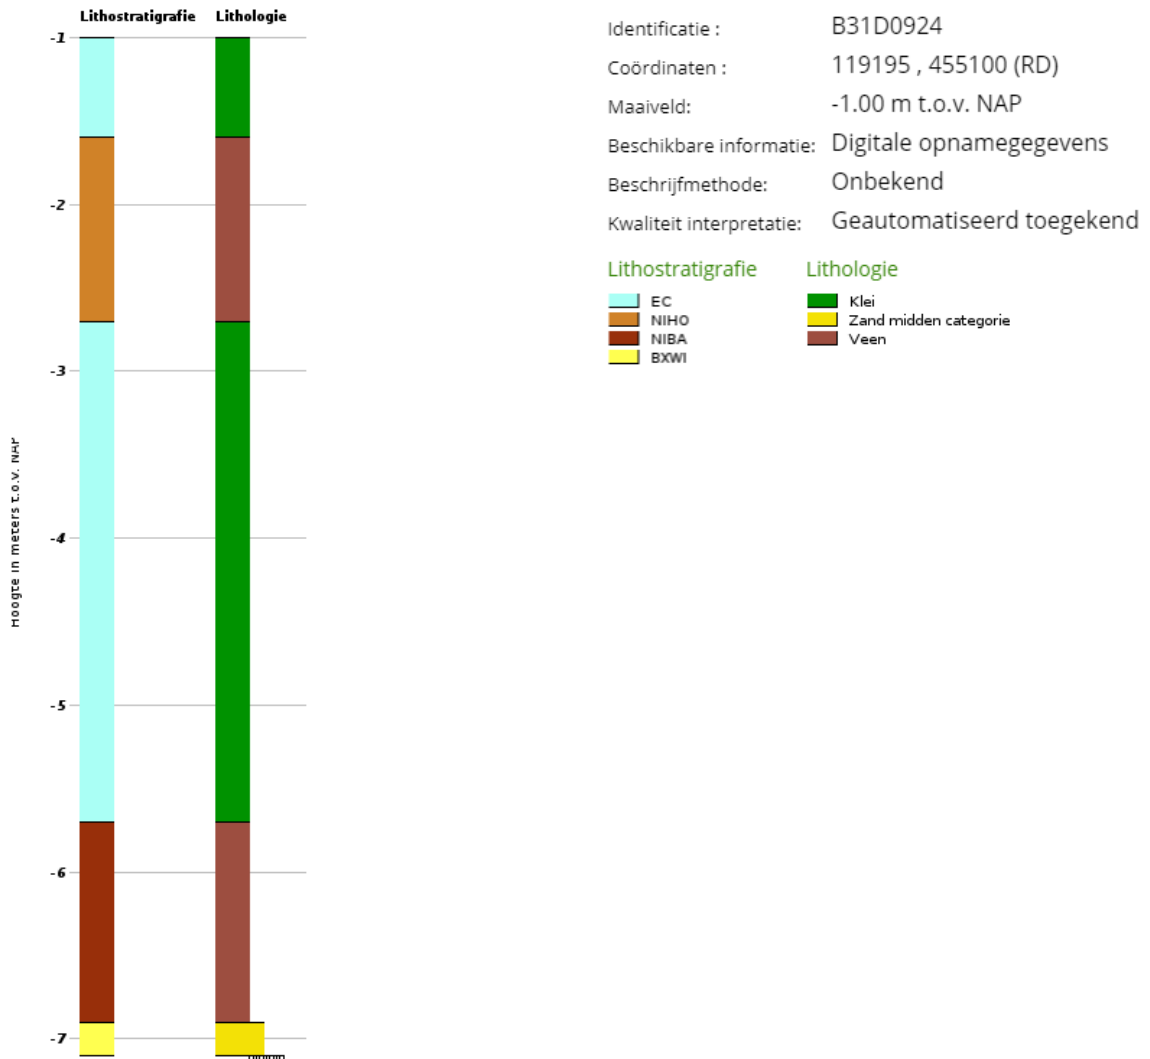 Lithostratigrafie Lithologie
-1
-2
-3
-4
-5
-6
-7
Hoogte in meters t.o.v. NAP
Identificatie : B31D0924
Coördinaten : 119195 , 455100 (RD)
Maaiveld: -1.00 m t.o.v. NAP
Beschikbare informatie: Digitale opnamegegevens
Beschrijfmethode: Onbekend
Kwaliteit interpretatie: Geautomatiseerd toegekend
Lithostratigrafie Lithologie
EC Klei
NIHO Zand midden categorie
NIBA Veen
BXWI